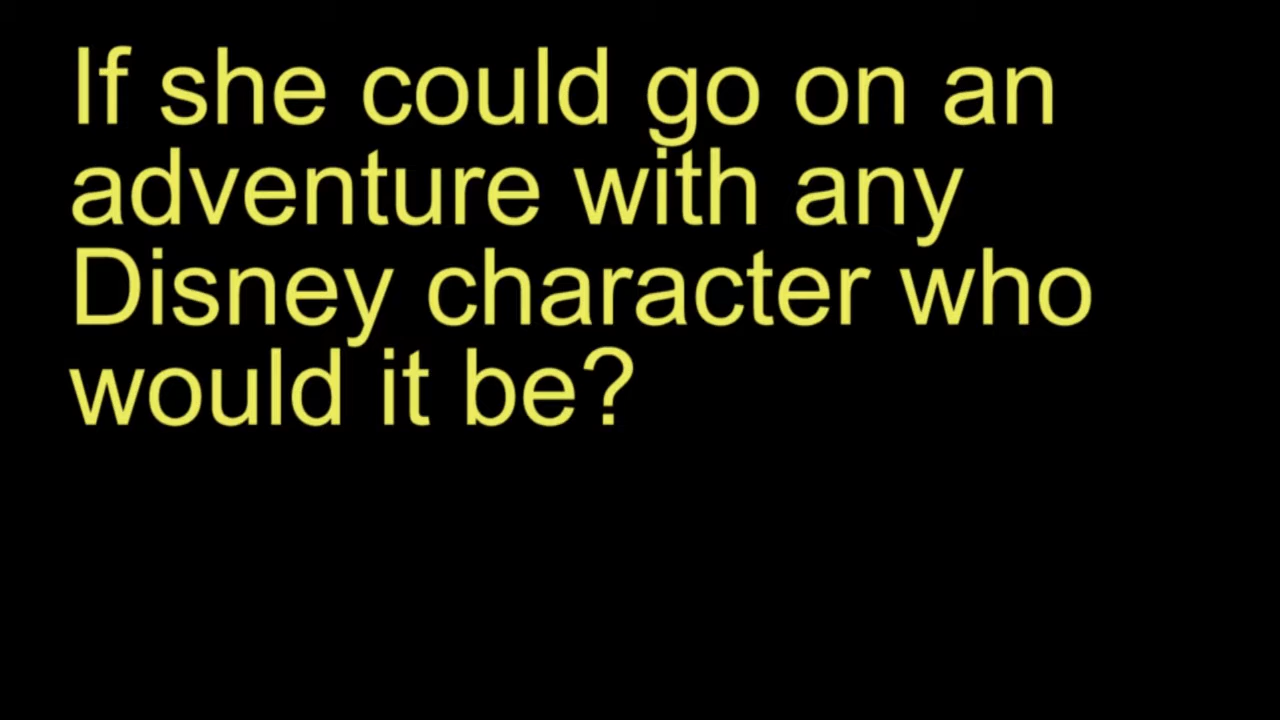 If she could go on an
adventure with any
Disney character who
would it be?